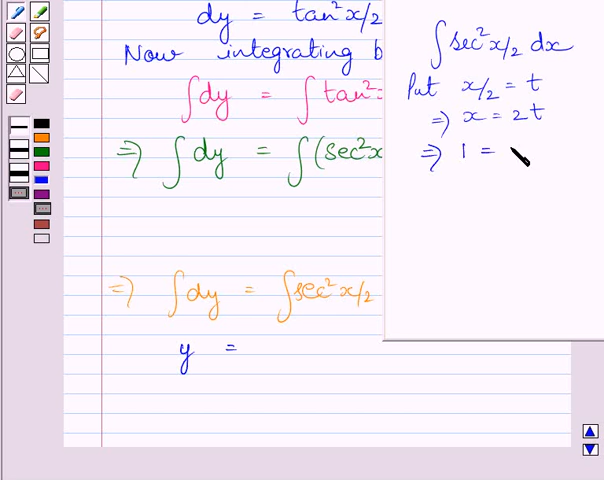 dy = tan²x/2
Now integrating b
∫dy = ∫tan²
⇒ ∫dy = ∫(sec²x
⇒ ∫dy = ∫sec²x/2
y =
∫sec²x/2 dx
Put x/2 = t
⇒ x = 2t
⇒ 1 =